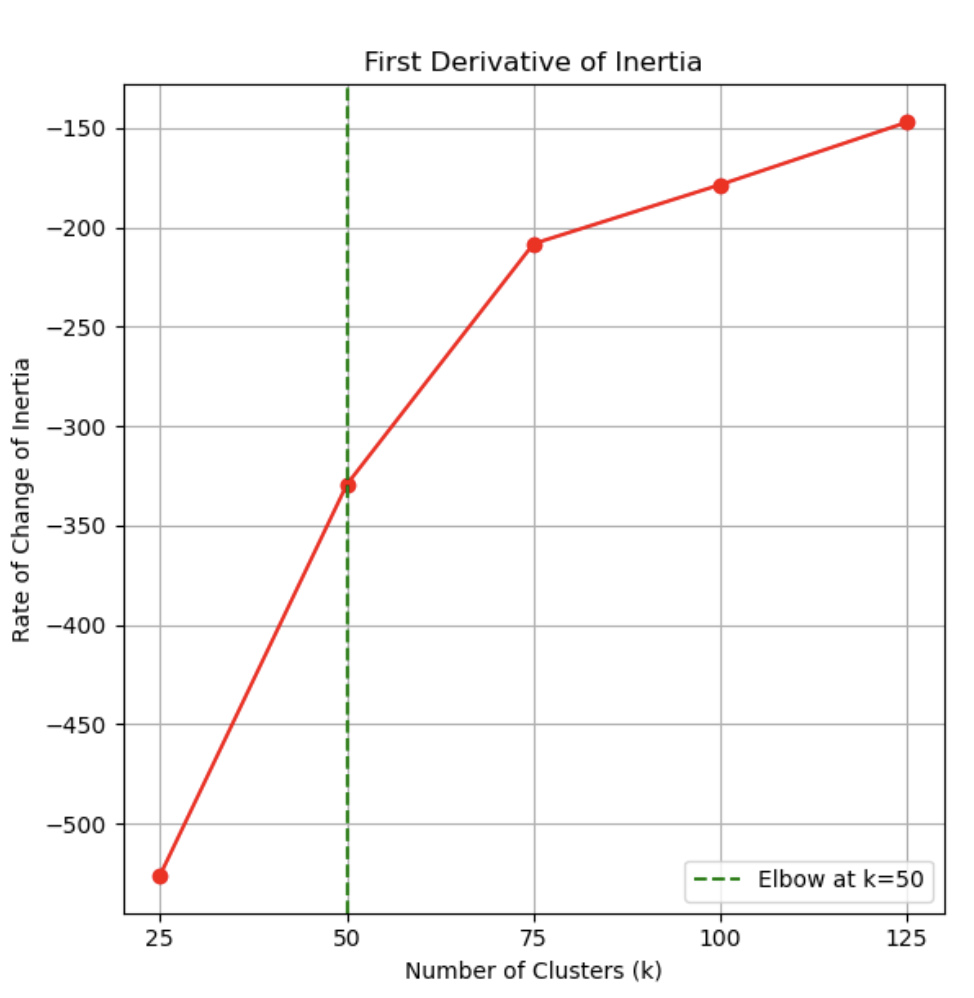 First Derivative of Inertia
Rate of Change of Inertia
−150
−200
−250
−300
−350
−400
−450
−500
Elbow at k=50
25 50 75 100 125
Number of Clusters (k)